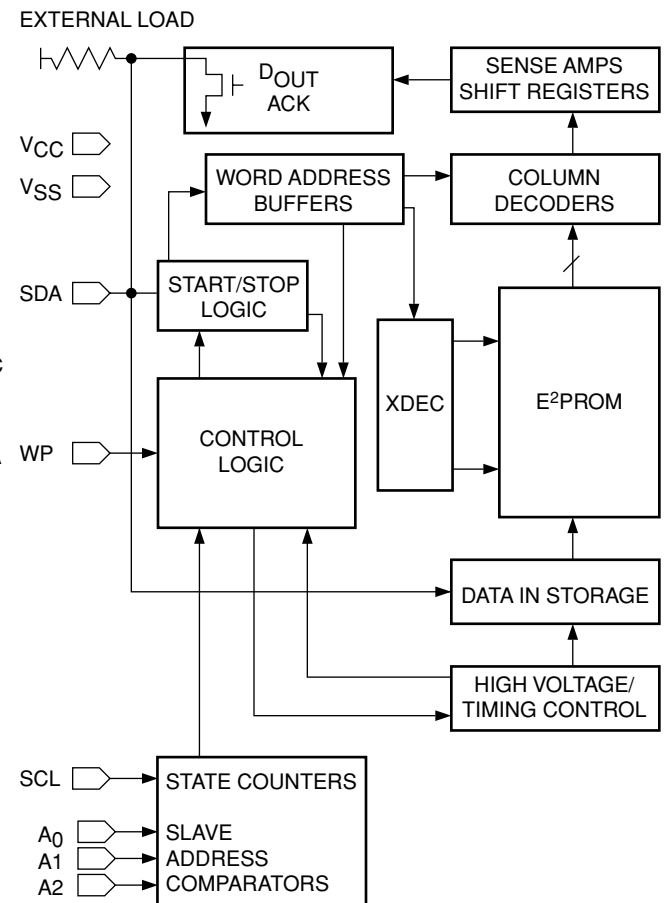 EXTERNAL LOAD
DOUT
ACK
SENSE AMPS
SHIFT REGISTERS
VCC
VSS
WORD ADDRESS
BUFFERS
COLUMN
DECODERS
SDA
START/STOP
LOGIC
XDEC
E²PROM
WP
CONTROL
LOGIC
DATA IN STORAGE
HIGH VOLTAGE/
TIMING CONTROL
SCL
STATE COUNTERS
A0
SLAVE
A1
ADDRESS
A2
COMPARATORS